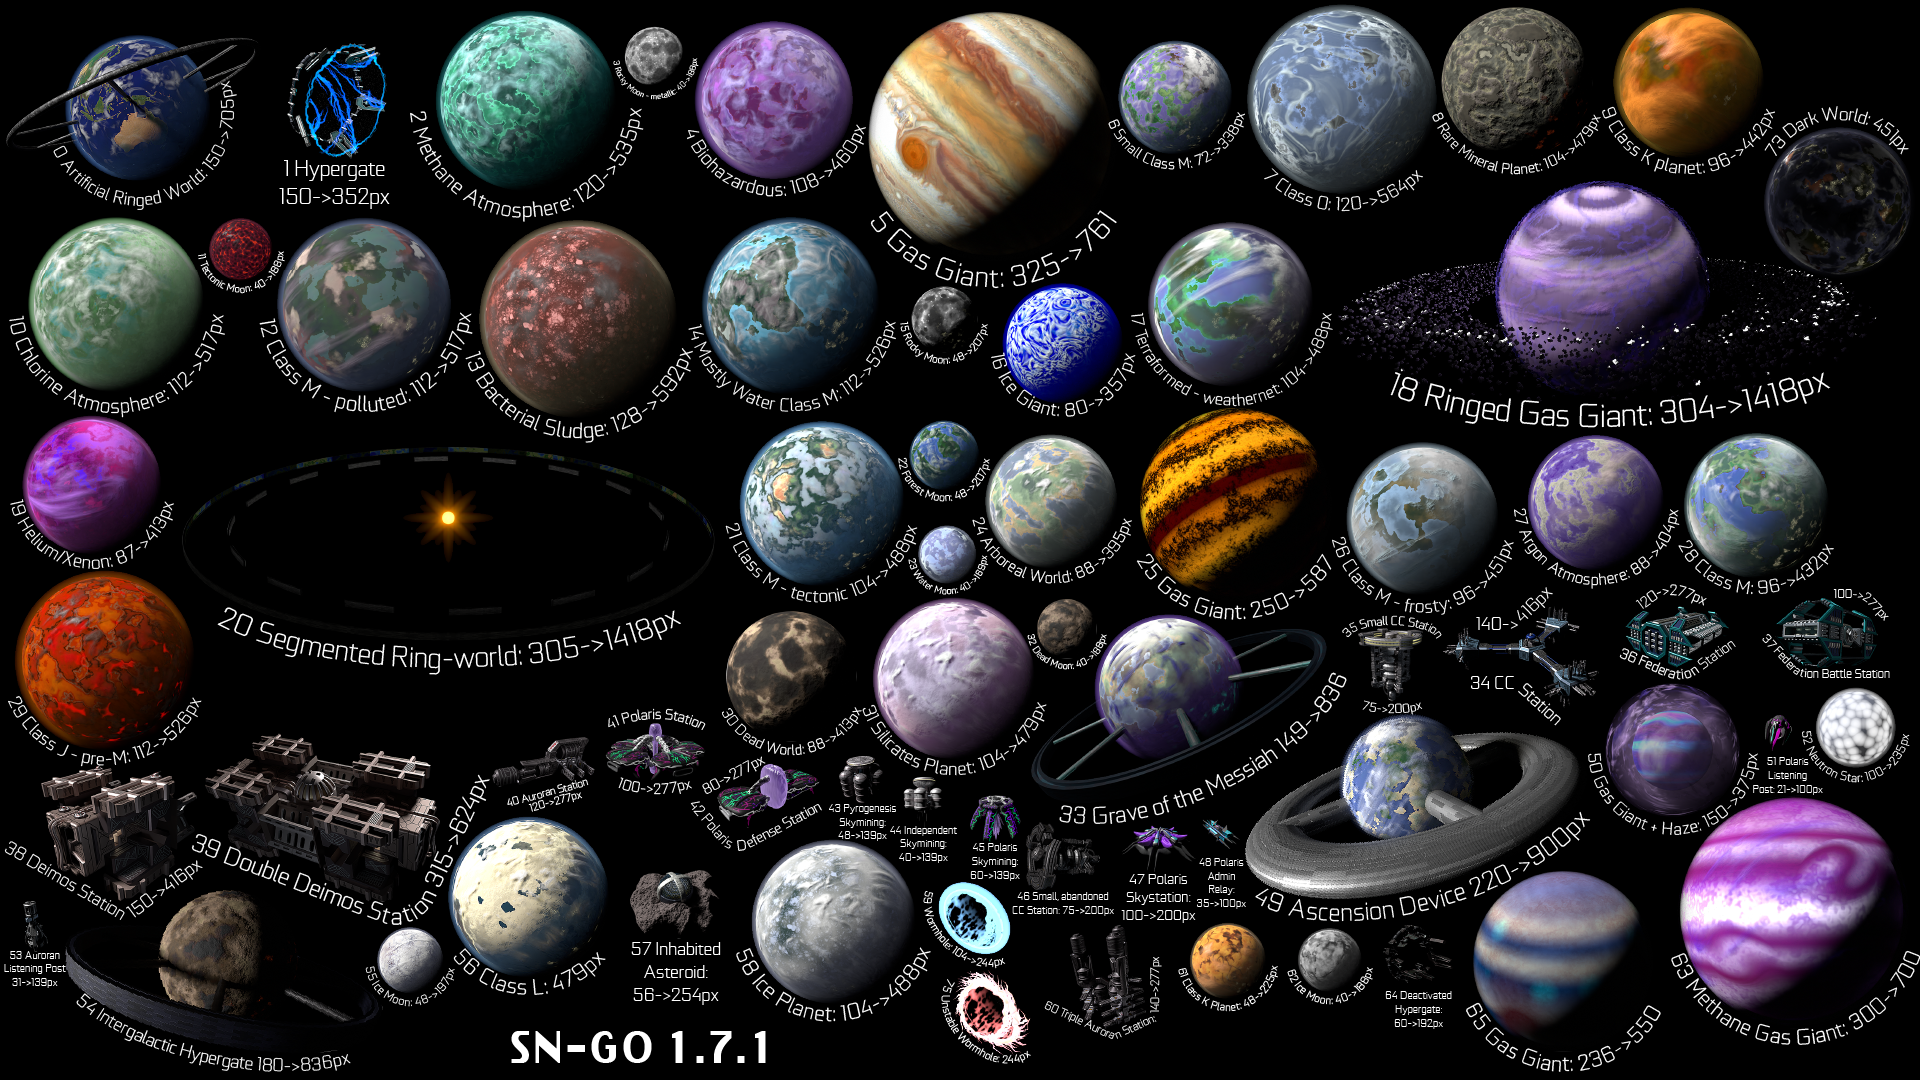 0 Artificial Ringed World: 150->705px
1 Hypergate
150->352px
2 Methane Atmosphere: 120->535px
3 Rocky Moon - metallic: 40->188px
4 Biohazardous: 108->460px
5 Gas Giant: 325->761
6 Small Class M: 72->338px
7 Class O: 120->564px
8 Rare Mineral Planet: 104->479px
9 Class K planet: 96->442px
73 Dark World: 451px
10 Chlorine Atmosphere: 112->517px
11 Tectonic Moon: 40->188px
12 Class M - polluted: 112->517px
13 Bacterial Sludge: 128->592px
14 Mostly Water Class M: 112->526px
15 Rocky Moon: 48->207px
16 Ice Giant: 80->357px
17 Terraformed - weathernet: 104->488px
18 Ringed Gas Giant: 304->1418px
19 Helium/Xenon: 87->413px
20 Segmented Ring-world: 305->1418px
21 Class M - tectonic 104->488px
22 Forest Moon: 48->207px
23 Water Moon: 40->169px
24 Arboreal World: 88->395px
25 Gas Giant: 250->587
26 Class M - frosty: 96->451px
27 Argon Atmosphere: 88->404px
28 Class M: 96->432px
29 Class J - pre-M: 112->526px
30 Dead World: 88->413px
31 Silicates Planet: 104->479px
32 Dead Moon: 40->186px
33 Grave of the Messiah 149->836
35 Small CC Station
75->200px
140->416px
34 CC Station
120->277px
36 Federation Station
100->277px
37 Federation Battle Station
38 Deimos Station 150->416px
39 Double Deimos Station 315->624px
40 Auroran Station
120->277px
41 Polaris Station
100->277px
80->277px
42 Polaris Defense Station
43 Pyrogenesis
Skymining:
48->139px
44 Independent
Skymining:
40->139px
45 Polaris
Skymining:
60->139px
46 Small, abandoned
CC Station: 75->200px
47 Polaris
Skystation:
100->200px
48 Polaris
Admin
Relay:
35->100px
49 Ascension Device 220->900px
50 Gas Giant + Haze: 150->375px
51 Polaris
Listening
Post: 21->100px
52 Neutron Star: 100->235px
53 Auroran
Listening Post
31->139px
54 Intergalactic Hypergate 180->836px
55 Ice Moon: 48->197px
56 Class L: 479px
57 Inhabited
Asteroid:
56->254px
58 Ice Planet: 104->488px
59 Wormhole: 104->244px
75 Unstable Wormhole: 244px
60 Triple Auroran Station: 140->277px
61 Class K Planet: 48->225px
62 Ice Moon: 40->188px
64 Deactivated
Hypergate:
60->192px
65 Gas Giant: 236->550
63 Methane Gas Giant: 300->700
SN-GO 1.7.1